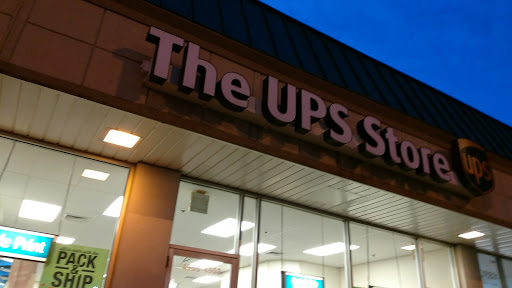 The UPS Store
ups
Print
PACK
&
SHIP